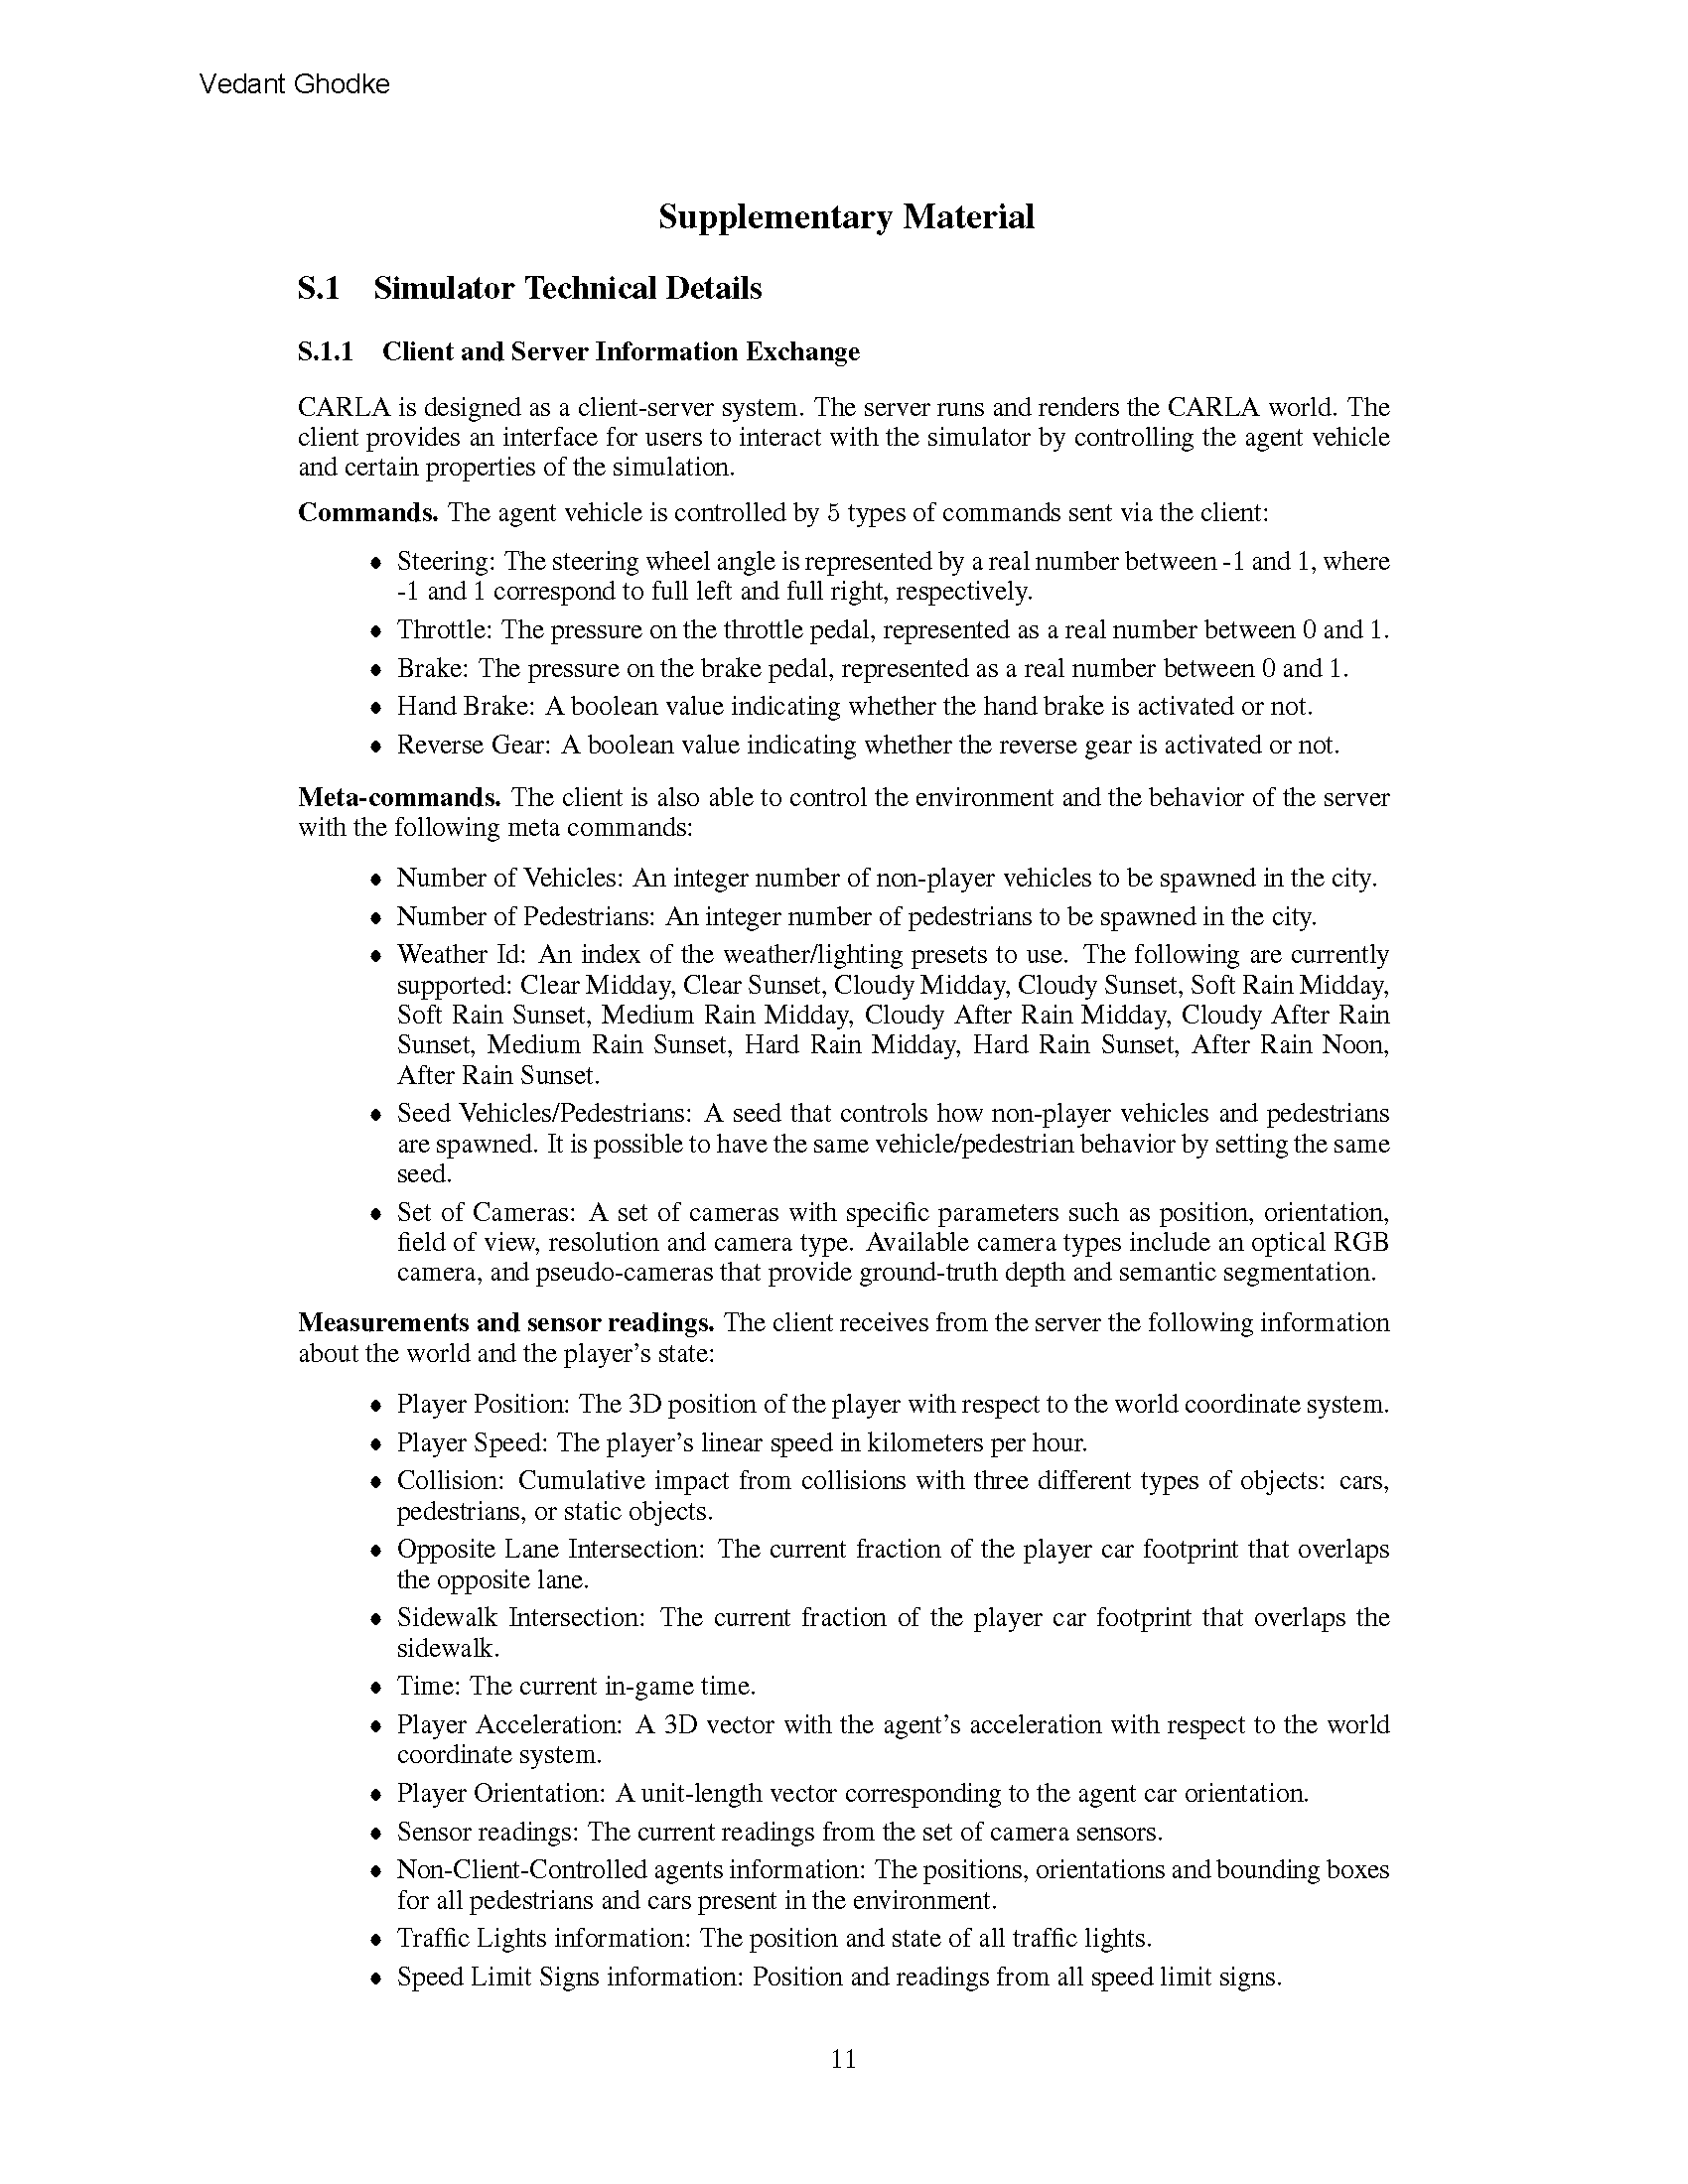 Vedant Ghodke
Supplementary Material
S.1 Simulator Technical Details
S.1.1 Client and Server Information Exchange
CARLA is designed as a client-server system. The server runs and renders the CARLA world. The
client provides an interface for users to interact with the simulator by controlling the agent vehicle
and certain properties of the simulation.
Commands. The agent vehicle is controlled by 5 types of commands sent via the client:
• Steering: The steering wheel angle is represented by a real number between -1 and 1, where
-1 and 1 correspond to full left and full right, respectively.
• Throttle: The pressure on the throttle pedal, represented as a real number between 0 and 1.
• Brake: The pressure on the brake pedal, represented as a real number between 0 and 1.
• Hand Brake: A boolean value indicating whether the hand brake is activated or not.
• Reverse Gear: A boolean value indicating whether the reverse gear is activated or not.
Meta-commands. The client is also able to control the environment and the behavior of the server
with the following meta commands:
• Number of Vehicles: An integer number of non-player vehicles to be spawned in the city.
• Number of Pedestrians: An integer number of pedestrians to be spawned in the city.
• Weather Id: An index of the weather/lighting presets to use. The following are currently
supported: Clear Midday, Clear Sunset, Cloudy Midday, Cloudy Sunset, Soft Rain Midday,
Soft Rain Sunset, Medium Rain Midday, Cloudy After Rain Midday, Cloudy After Rain
Sunset, Medium Rain Sunset, Hard Rain Midday, Hard Rain Sunset, After Rain Noon,
After Rain Sunset.
• Seed Vehicles/Pedestrians: A seed that controls how non-player vehicles and pedestrians
are spawned. It is possible to have the same vehicle/pedestrian behavior by setting the same
seed.
• Set of Cameras: A set of cameras with specific parameters such as position, orientation,
field of view, resolution and camera type. Available camera types include an optical RGB
camera, and pseudo-cameras that provide ground-truth depth and semantic segmentation.
Measurements and sensor readings. The client receives from the server the following information
about the world and the player's state:
• Player Position: The 3D position of the player with respect to the world coordinate system.
• Player Speed: The player's linear speed in kilometers per hour.
• Collision: Cumulative impact from collisions with three different types of objects: cars,
pedestrians, or static objects.
• Opposite Lane Intersection: The current fraction of the player car footprint that overlaps
the opposite lane.
• Sidewalk Intersection: The current fraction of the player car footprint that overlaps the
sidewalk.
• Time: The current in-game time.
• Player Acceleration: A 3D vector with the agent's acceleration with respect to the world
coordinate system.
• Player Orientation: A unit-length vector corresponding to the agent car orientation.
• Sensor readings: The current readings from the set of camera sensors.
• Non-Client-Controlled agents information: The positions, orientations and bounding boxes
for all pedestrians and cars present in the environment.
• Traffic Lights information: The position and state of all traffic lights.
• Speed Limit Signs information: Position and readings from all speed limit signs.
11